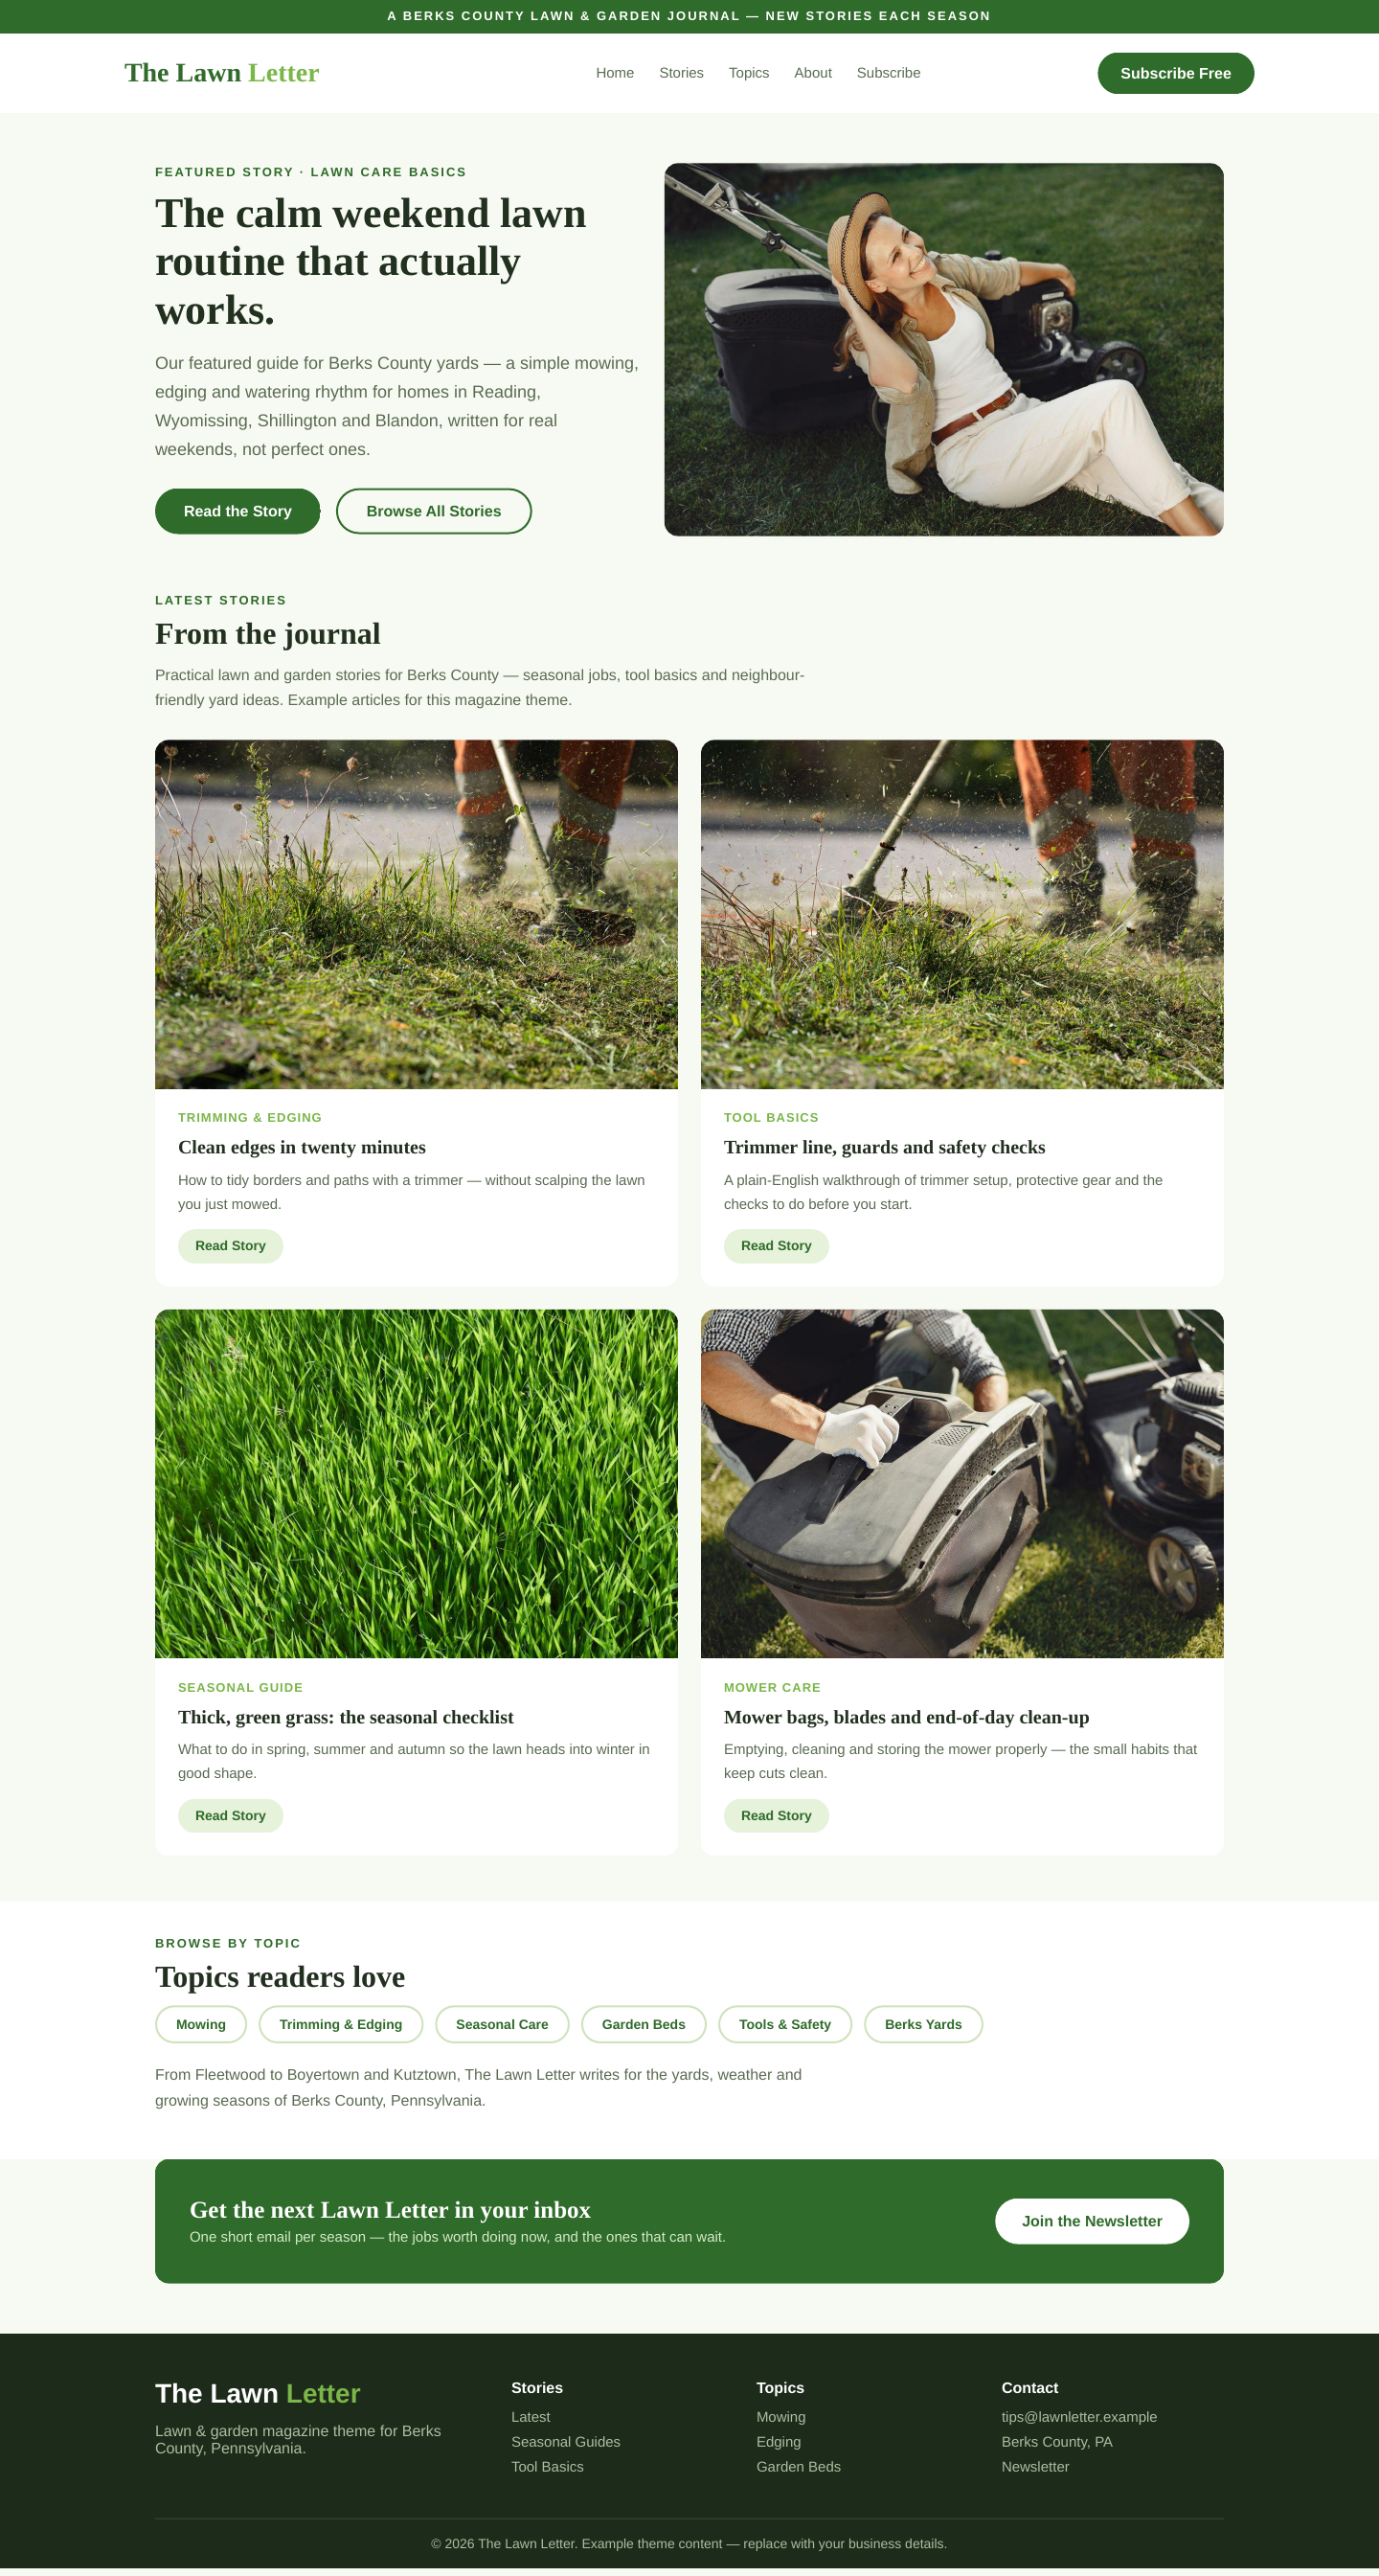 A BERKS COUNTY LAWN & GARDEN JOURNAL — NEW STORIES EACH SEASON
The Lawn Letter
Home
Stories
Topics
About
Subscribe
Subscribe Free
FEATURED STORY · LAWN CARE BASICS
The calm weekend lawn
routine that actually
works.
Our featured guide for Berks County yards — a simple mowing,
edging and watering rhythm for homes in Reading,
Wyomissing, Shillington and Blandon, written for real
weekends, not perfect ones.
Read the Story
Browse All Stories
LATEST STORIES
From the journal
Practical lawn and garden stories for Berks County — seasonal jobs, tool basics and neighbour-
friendly yard ideas. Example articles for this magazine theme.
TRIMMING & EDGING
Clean edges in twenty minutes
How to tidy borders and paths with a trimmer — without scalping the lawn
you just mowed.
Read Story
TOOL BASICS
Trimmer line, guards and safety checks
A plain-English walkthrough of trimmer setup, protective gear and the
checks to do before you start.
Read Story
SEASONAL GUIDE
Thick, green grass: the seasonal checklist
What to do in spring, summer and autumn so the lawn heads into winter in
good shape.
Read Story
MOWER CARE
Mower bags, blades and end-of-day clean-up
Emptying, cleaning and storing the mower properly — the small habits that
keep cuts clean.
Read Story
BROWSE BY TOPIC
Topics readers love
Mowing
Trimming & Edging
Seasonal Care
Garden Beds
Tools & Safety
Berks Yards
From Fleetwood to Boyertown and Kutztown, The Lawn Letter writes for the yards, weather and
growing seasons of Berks County, Pennsylvania.
Get the next Lawn Letter in your inbox
One short email per season — the jobs worth doing now, and the ones that can wait.
Join the Newsletter
The Lawn Letter
Lawn & garden magazine theme for Berks
County, Pennsylvania.
Stories
Latest
Seasonal Guides
Tool Basics
Topics
Mowing
Edging
Garden Beds
Contact
tips@lawnletter.example
Berks County, PA
Newsletter
© 2026 The Lawn Letter. Example theme content — replace with your business details.